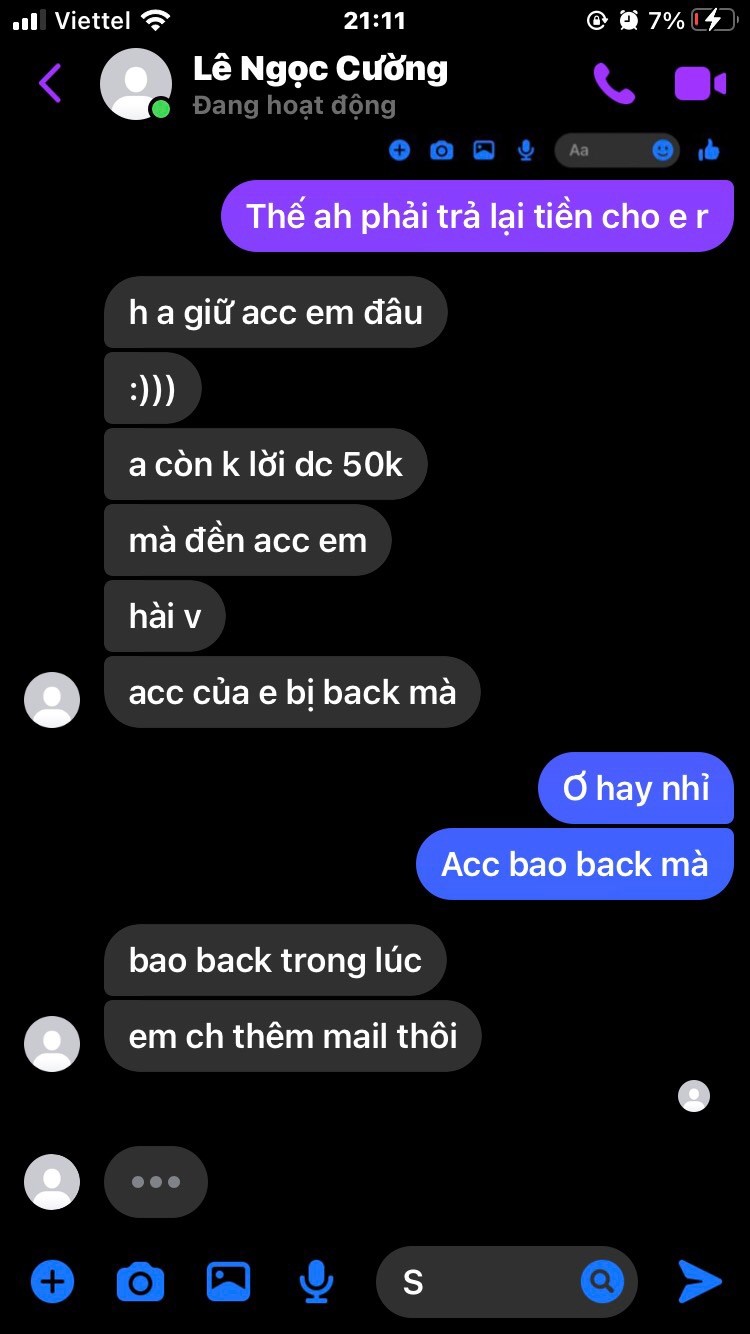 Viettel 21:11 7%
Lê Ngọc Cường
Đang hoạt động
Aa
Thế ah phải trả lại tiền cho e r
h a giữ acc em đâu
:)))
a còn k lời dc 50k
mà đền acc em
hài v
acc của e bị back mà
Ơ hay nhỉ
Acc bao back mà
bao back trong lúc
em ch thêm mail thôi
S